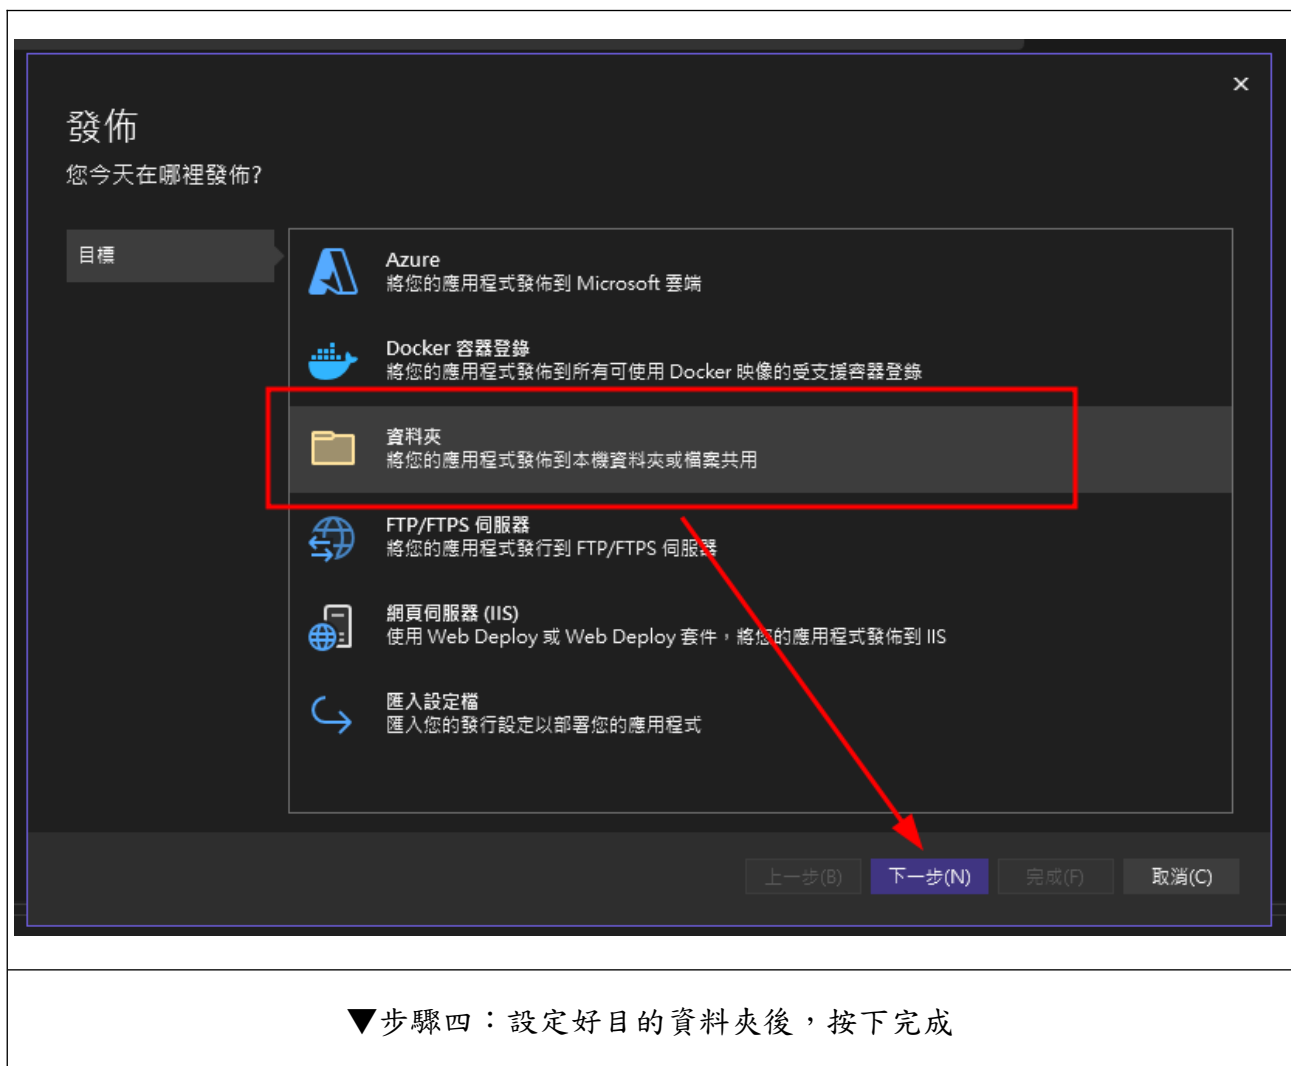 發佈
您今天在哪裡發佈?
目標
Azure
將您的應用程式發佈到 Microsoft 雲端
Docker 容器登錄
將您的應用程式發佈到所有可使用 Docker 映像的受支援容器登錄
資料夾
將您的應用程式發佈到本機資料夾或檔案共用
FTP/FTPS 伺服器
將您的應用程式發行到 FTP/FTPS 伺服器
網頁伺服器 (IIS)
使用 Web Deploy 或 Web Deploy 套件，將您的應用程式發佈到 IIS
匯入設定檔
匯入您的發行設定以部署您的應用程式
上一步(B) 下一步(N) 完成(F) 取消(C)
▼步驟四：設定好目的資料夾後，按下完成